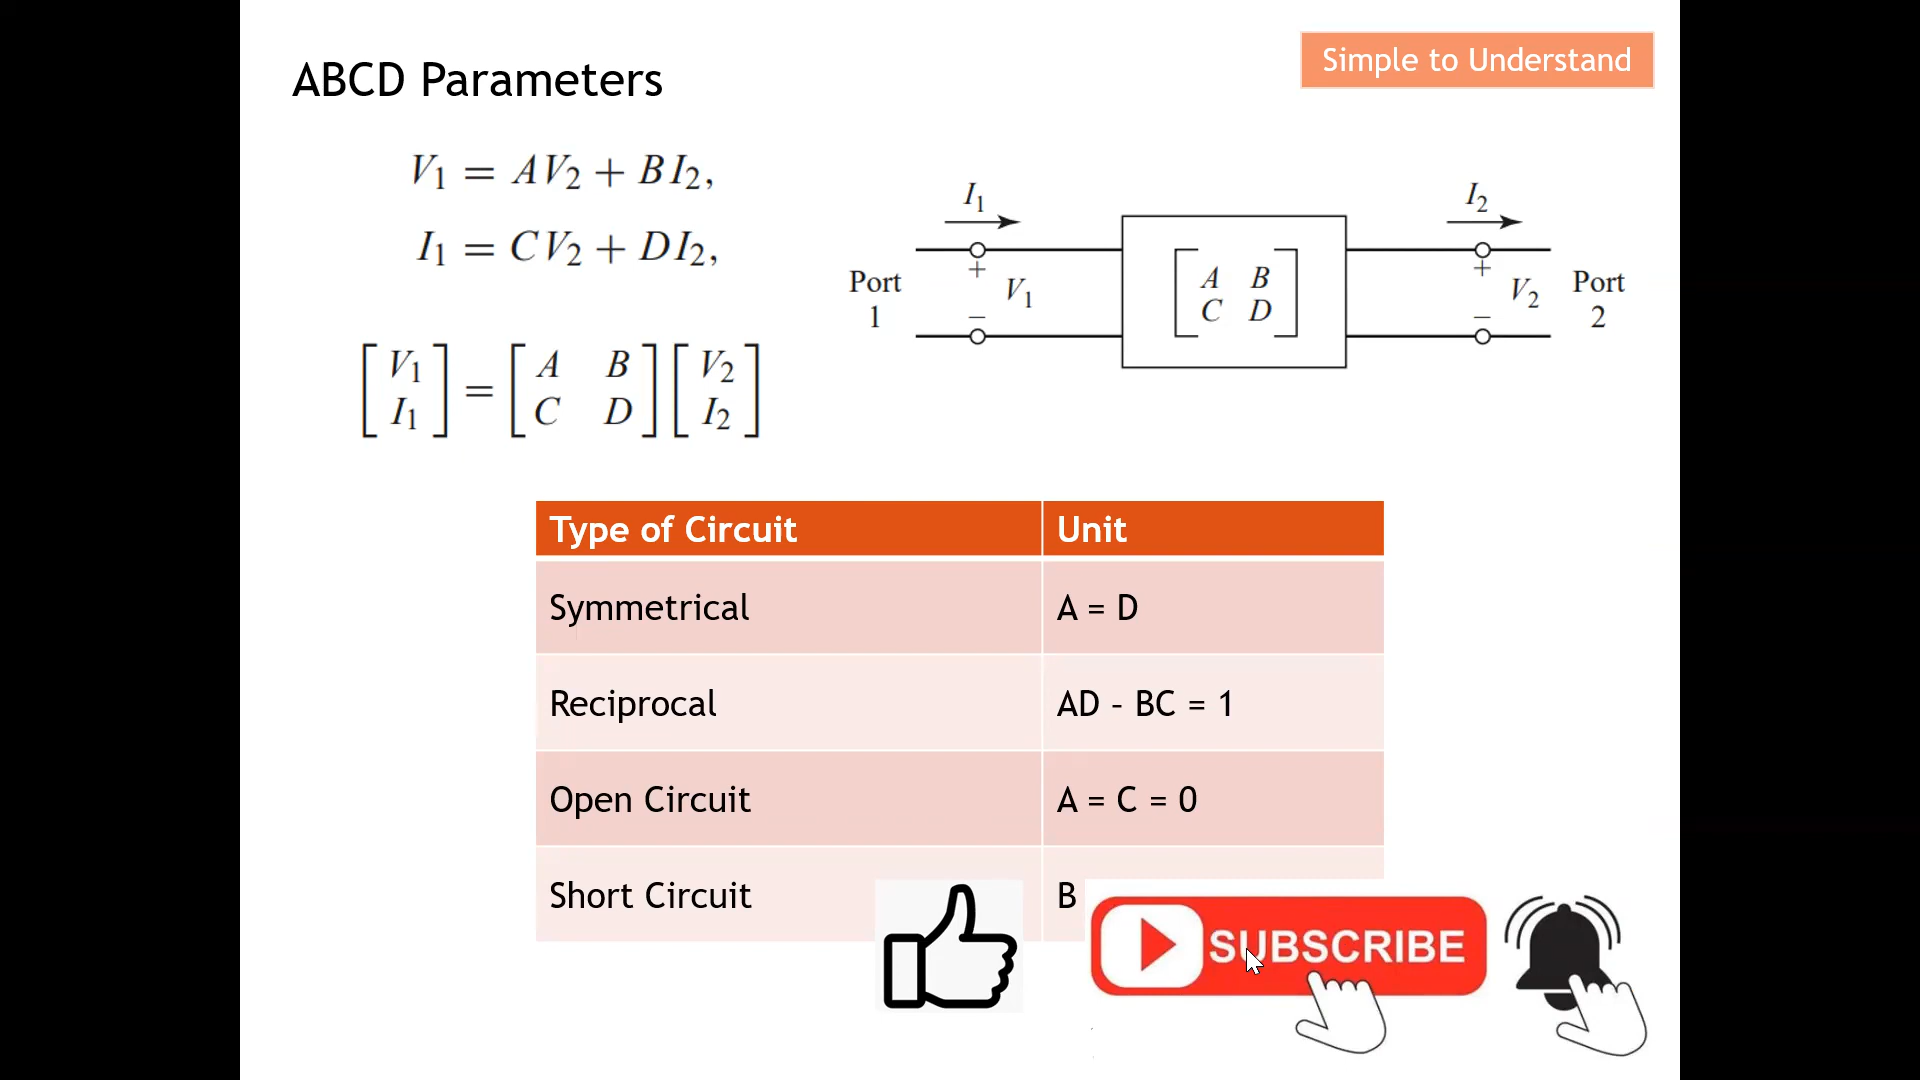 ABCD Parameters
Simple to Understand
V₁ = AV₂ + BI₂,
I₁ = CV₂ + DI₂,
[V₁ I₁] = [A B C D] [V₂ I₂]
I₁
I₂
Port 1
+
V₁
−
A B
C D
+
V₂
−
Port 2
Type of Circuit Unit
Symmetrical A = D
Reciprocal AD – BC = 1
Open Circuit A = C = 0
Short Circuit B
SUBSCRIBE